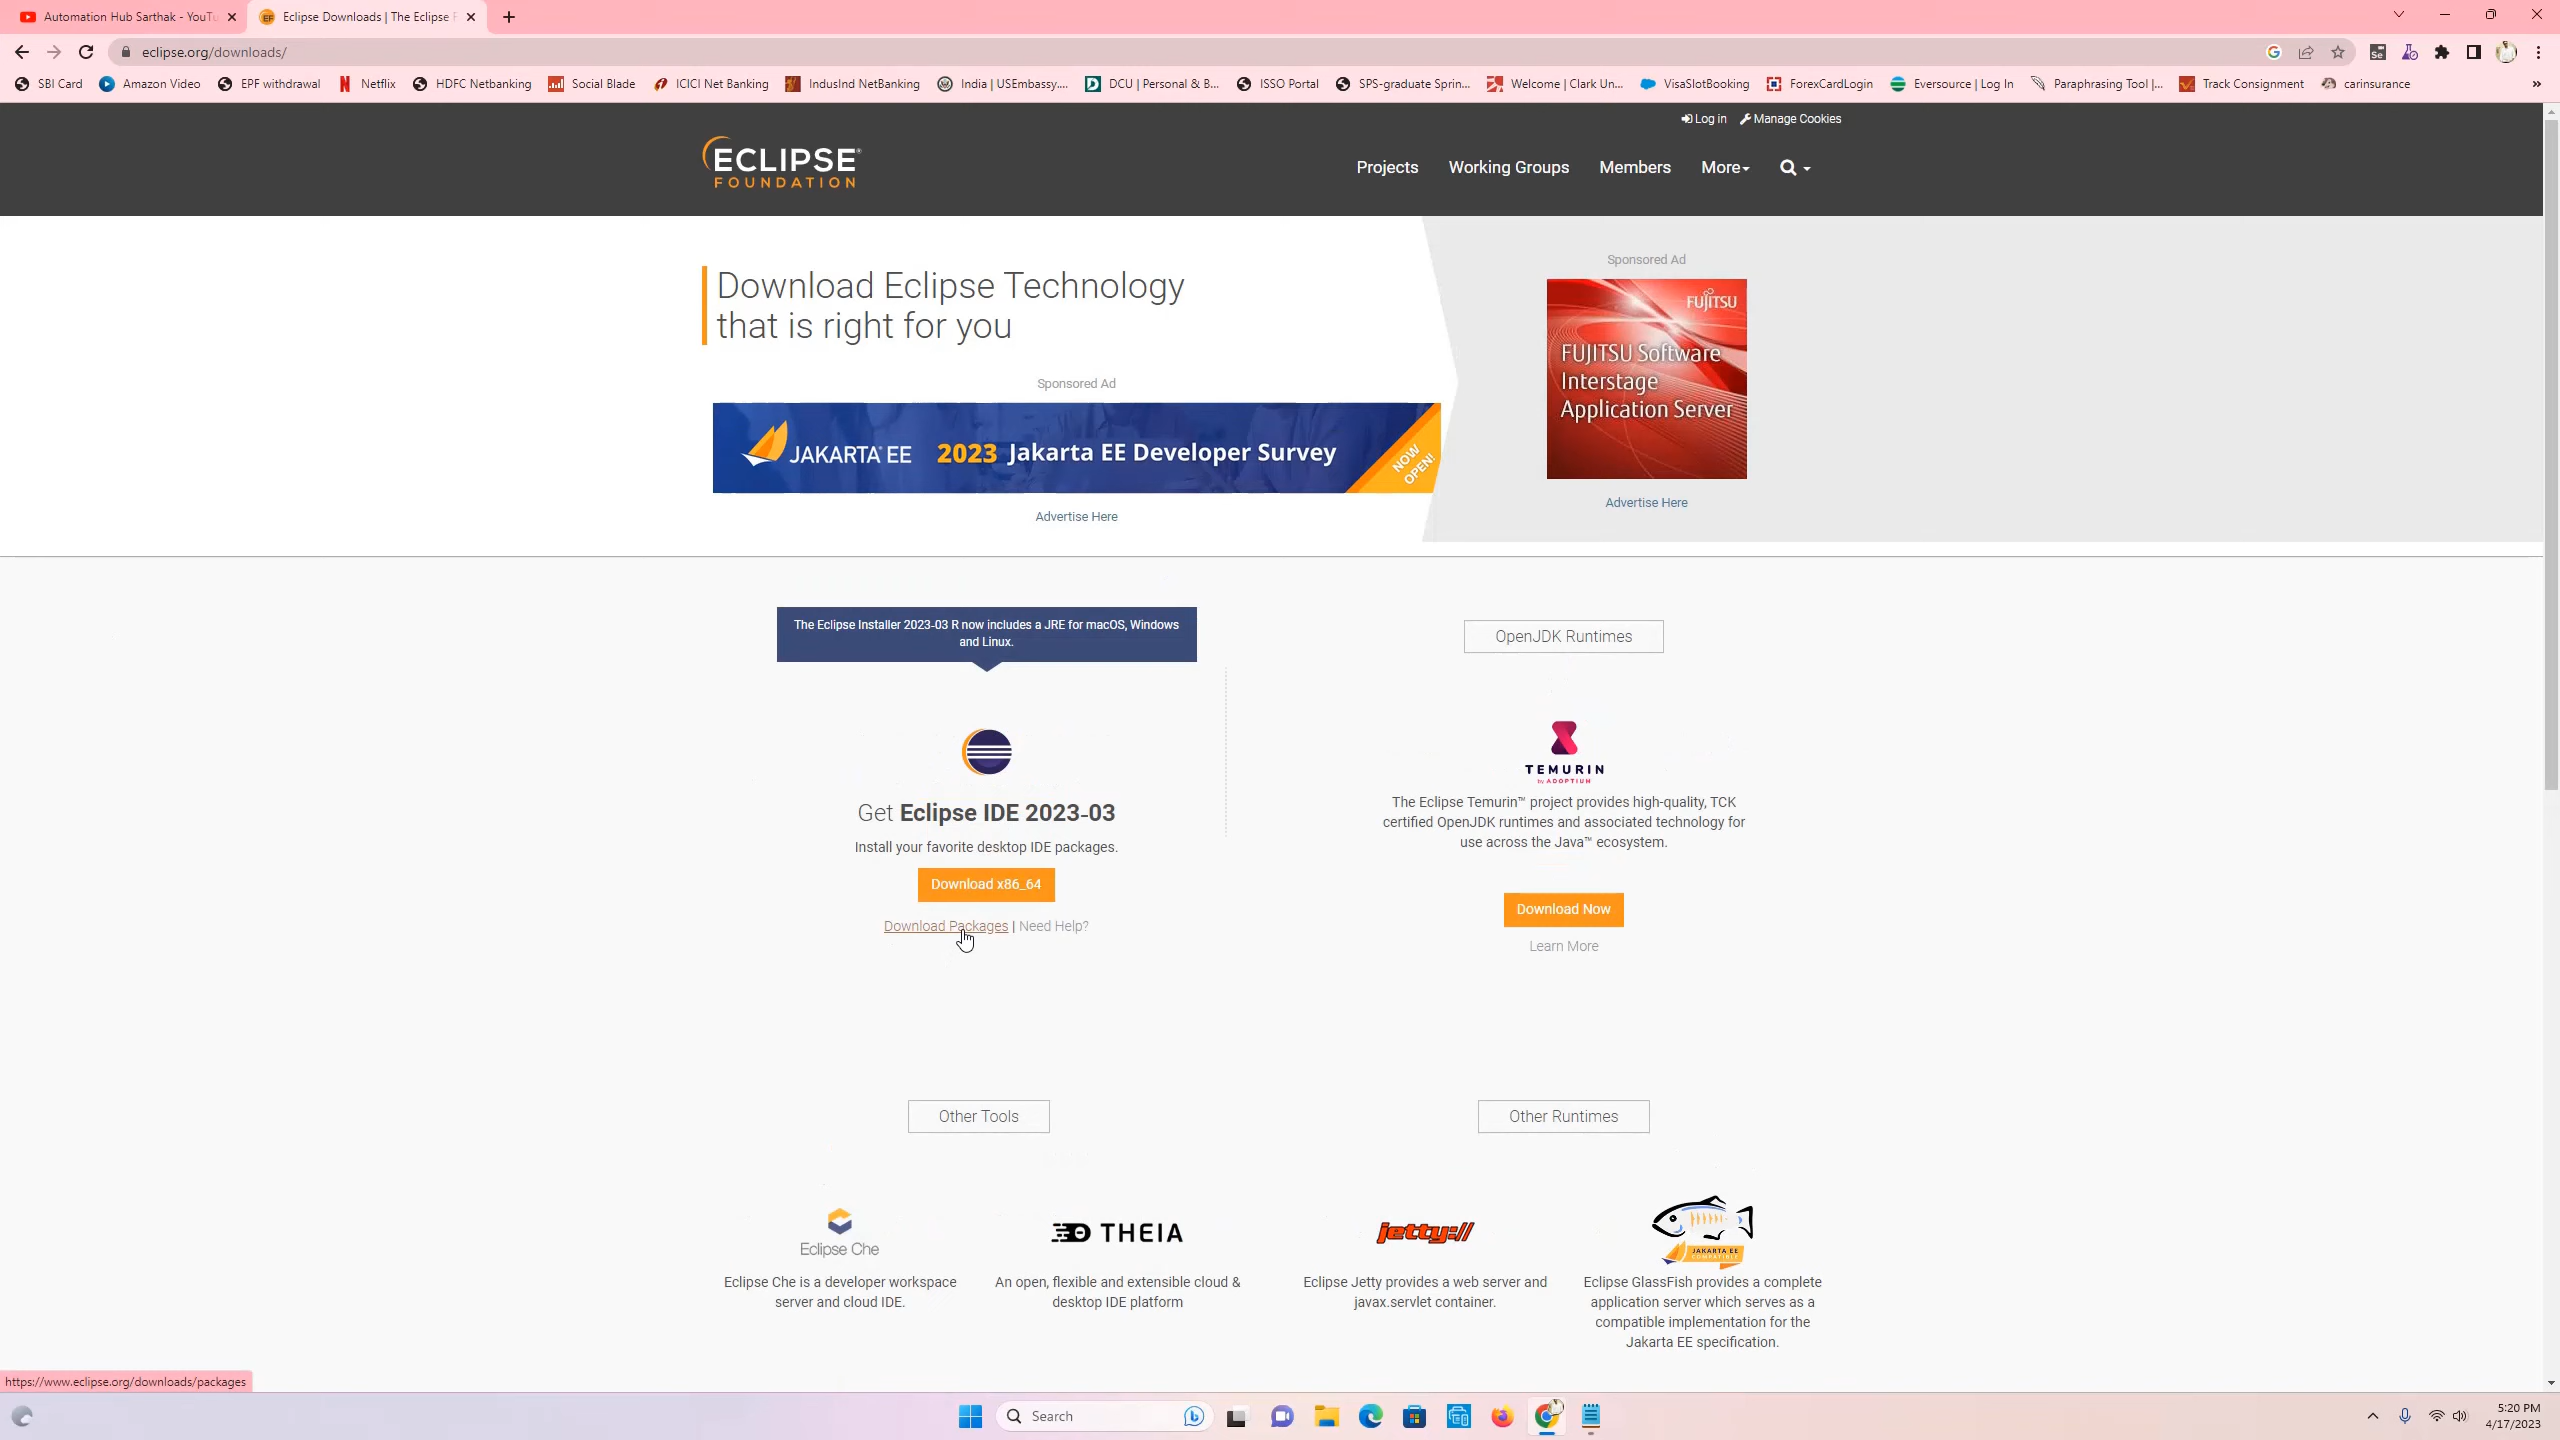 Automation Hub Sarthak - YouTu
Eclipse Downloads | The Eclipse F
eclipse.org/downloads/
SBI Card
Amazon Video
EPF withdrawal
Netflix
HDFC Netbanking
Social Blade
ICICI Net Banking
IndusInd NetBanking
India | USEmbassy....
DCU | Personal & B...
ISSO Portal
SPS-graduate Sprin...
Welcome | Clark Un...
VisaSlotBooking
ForexCardLogin
Eversource | Log In
Paraphrasing Tool |...
Track Consignment
carinsurance
»
Log in
Manage Cookies
ECLIPSE®
FOUNDATION
Projects
Working Groups
Members
More
Download Eclipse Technology
that is right for you
Sponsored Ad
JAKARTA® EE
2023 Jakarta EE Developer Survey
NOW
OPEN!
Advertise Here
Sponsored Ad
FUJITSU
FUJITSU Software
Interstage
Application Server
Advertise Here
The Eclipse Installer 2023-03 R now includes a JRE for macOS, Windows
and Linux.
Get Eclipse IDE 2023-03
Install your favorite desktop IDE packages.
Download x86_64
Download Packages | Need Help?
OpenJDK Runtimes
TEMURIN
by ADOPTIUM
The Eclipse Temurin™ project provides high-quality, TCK
certified OpenJDK runtimes and associated technology for
use across the Java™ ecosystem.
Download Now
Learn More
Other Tools
Other Runtimes
Eclipse Che
Eclipse Che is a developer workspace
server and cloud IDE.
THEIA
An open, flexible and extensible cloud &
desktop IDE platform
jetty://
Eclipse Jetty provides a web server and
javax.servlet container.
JAKARTA EE
COMPATIBLE
Eclipse GlassFish provides a complete
application server which serves as a
compatible implementation for the
Jakarta EE specification.
https://www.eclipse.org/downloads/packages
Search
5:20 PM
4/17/2023